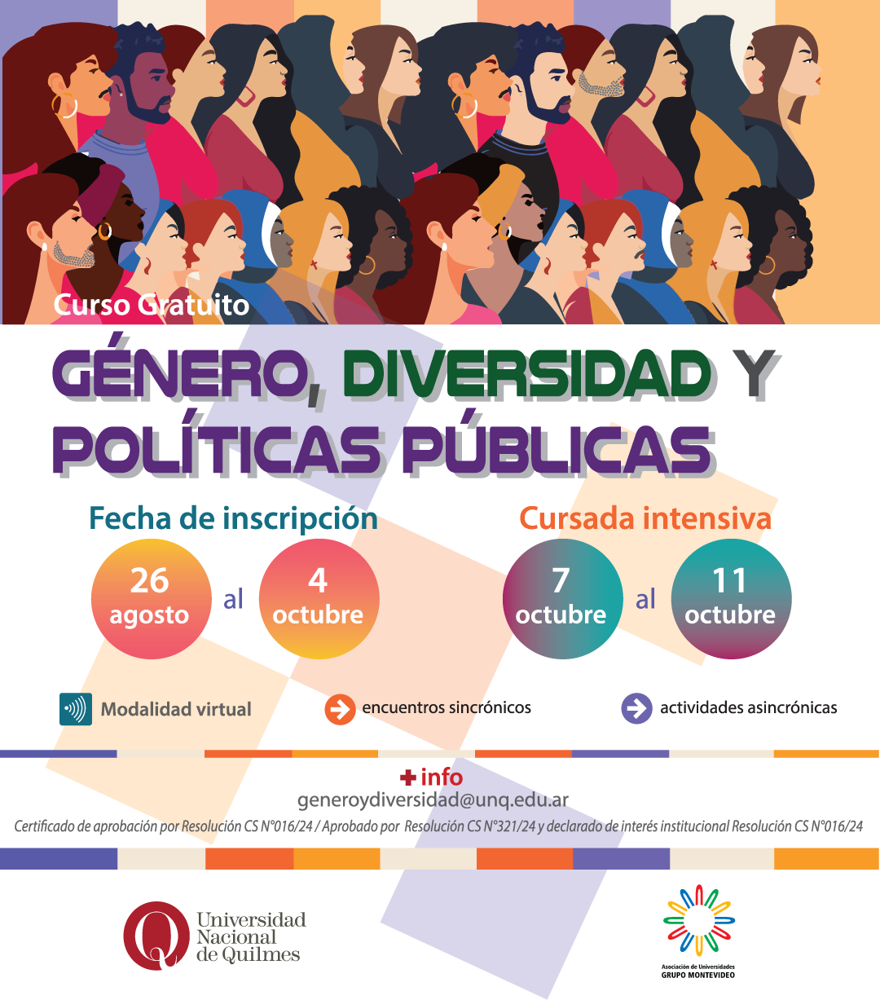 Curso Gratuito
GÉNERO, DIVERSIDAD Y
POLÍTICAS PÚBLICAS
Fecha de inscripción
26
agosto
al
4
octubre
Cursada intensiva
7
octubre
al
11
octubre
Modalidad virtual
encuentros sincrónicos
actividades asincrónicas
+info
generoydiversidad@unq.edu.ar
Certificado de aprobación por Resolución CS N°016/24 / Aprobado por Resolución CS N°321/24 y declarado de interés institucional Resolución CS N°016/24
Universidad
Nacional
de Quilmes
Asociación de Universidades
GRUPO MONTEVIDEO